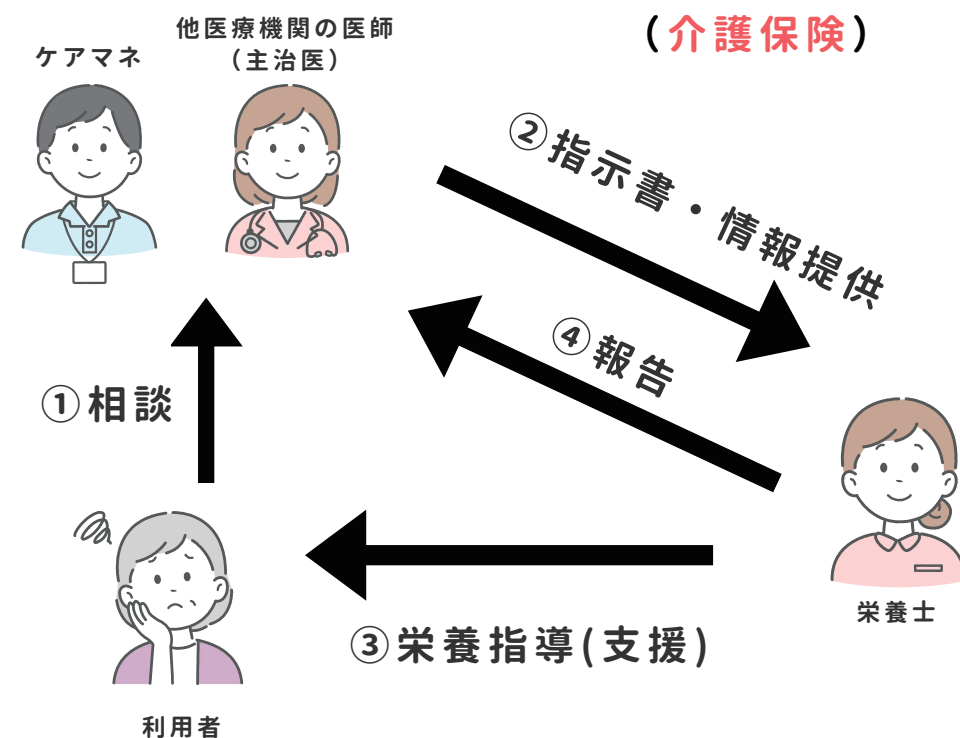 他医療機関の医師
(主治医)
ケアマネ
(介護保険)
②指示書・情報提供
④報告
①相談
③栄養指導(支援)
栄養士
利用者